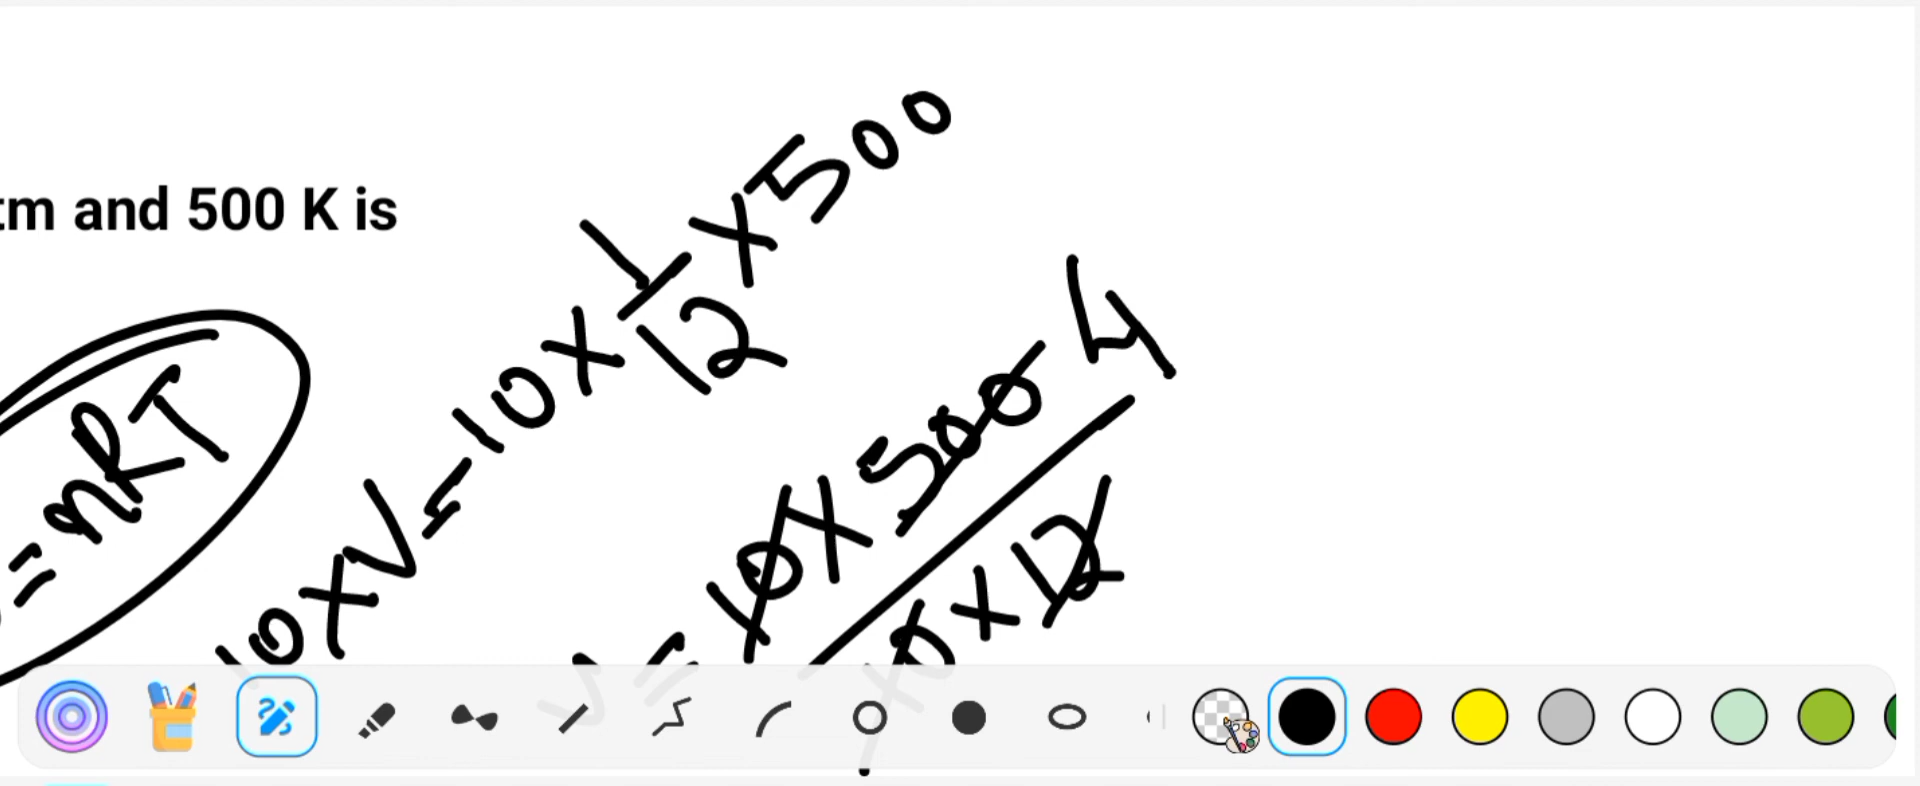 tm and 500 K is
= nRT
10 x V = 10 x 1/12 x 500
V = 10 x 500 4
10 x 12